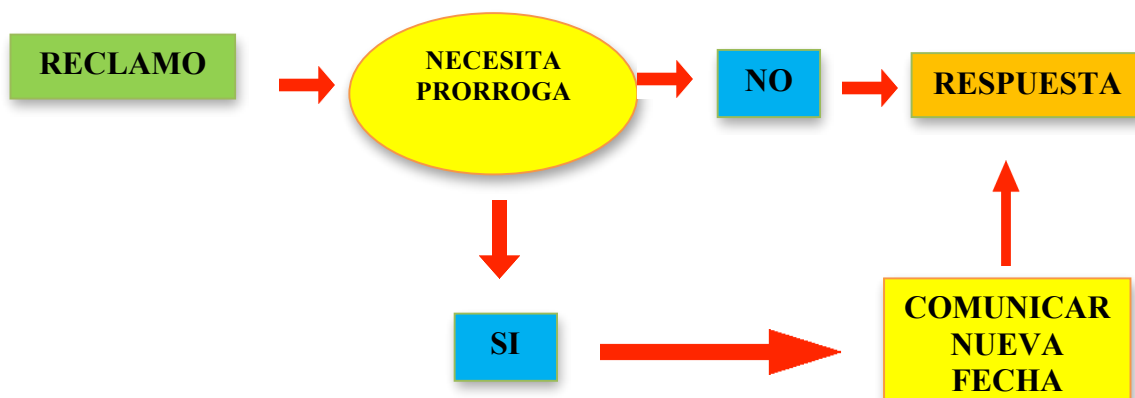 RECLAMO
NECESITA
PRORROGA
NO
RESPUESTA
SI
COMUNICAR
NUEVA
FECHA